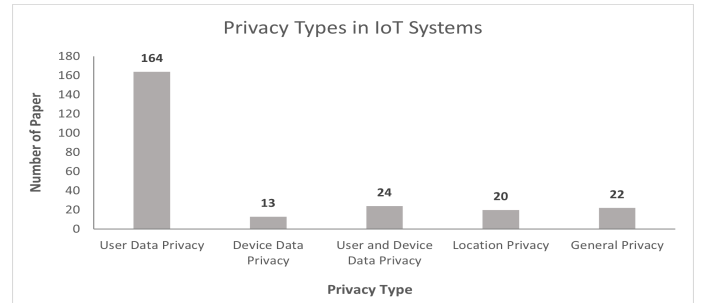 Privacy Types in IoT Systems
180
160
140
120
100
80
60
40
20
0
Number of Paper
164
13
24
20
22
User Data Privacy
Device Data
Privacy
User and Device
Data Privacy
Location Privacy
General Privacy
Privacy Type